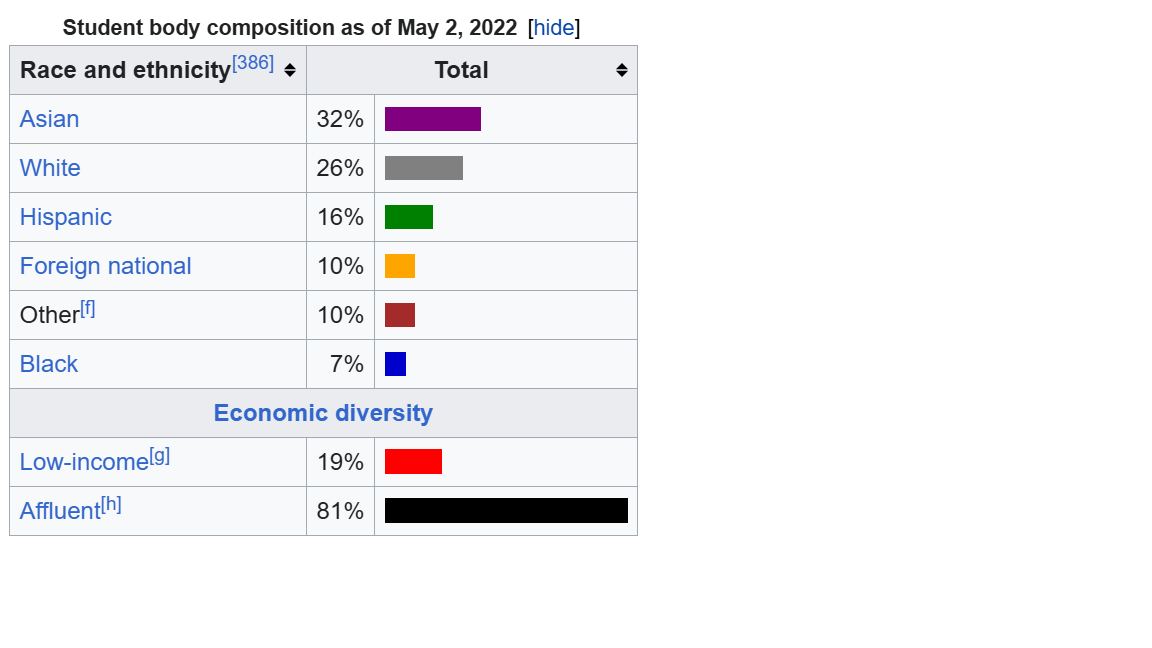 Student body composition as of May 2, 2022 [hide]
Race and ethnicity[386] Total
Asian 32%
White 26%
Hispanic 16%
Foreign national 10%
Other[f] 10%
Black 7%
Economic diversity
Low-income[g] 19%
Affluent[h] 81%